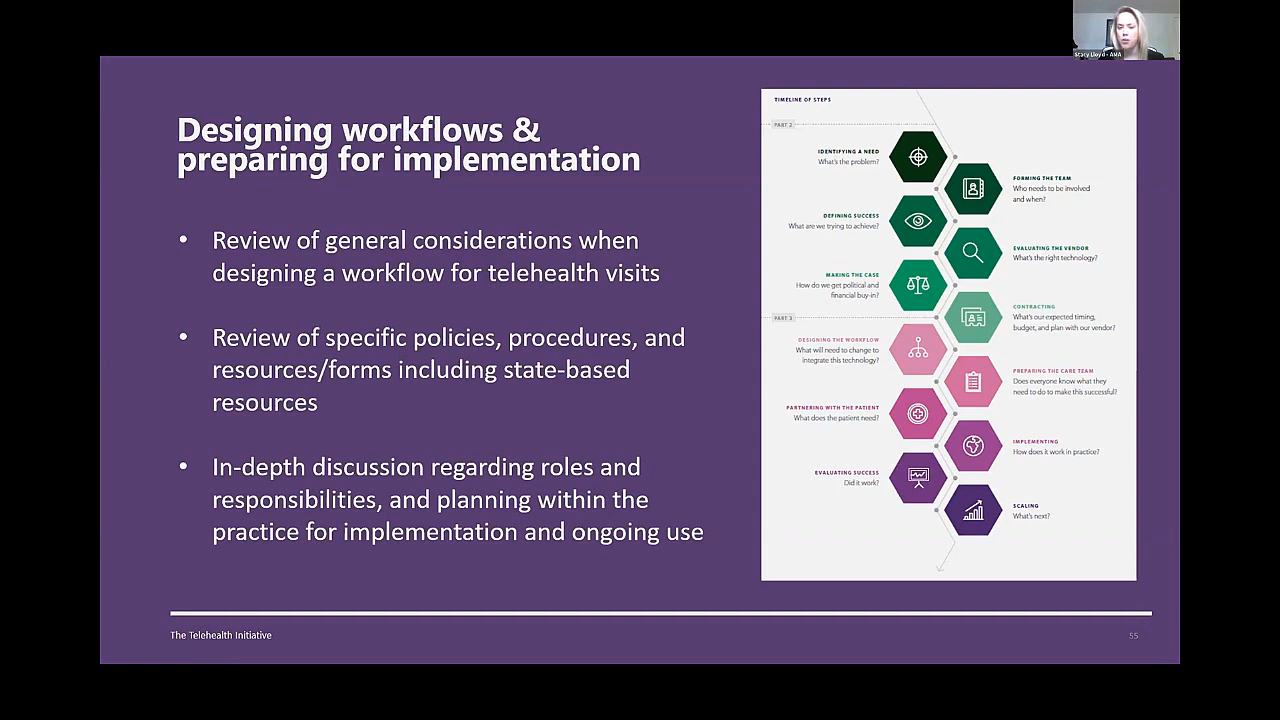 Stacy Lloyd - AMA
Designing workflows &
preparing for implementation
• Review of general considerations when
designing a workflow for telehealth visits
• Review of key policies, procedures, and
resources/forms including state-based
resources
• In-depth discussion regarding roles and
responsibilities, and planning within the
practice for implementation and ongoing use
TIMELINE OF STEPS
PART 2
IDENTIFYING A NEED
What's the problem?
FORMING THE TEAM
Who needs to be involved
and when?
DEFINING SUCCESS
What are we trying to achieve?
EVALUATING THE VENDOR
What's the right technology?
MAKING THE CASE
How do we get political and
financial buy-in?
CONTRACTING
What's our expected timing,
budget, and plan with our vendor?
PART 3
DESIGNING THE WORKFLOW
What will need to change to
integrate this technology?
PREPARING THE CARE TEAM
Does everyone know what they
need to do to make this successful?
PARTNERING WITH THE PATIENT
What does the patient need?
IMPLEMENTING
How does it work in practice?
EVALUATING SUCCESS
Did it work?
SCALING
What's next?
The Telehealth Initiative
55